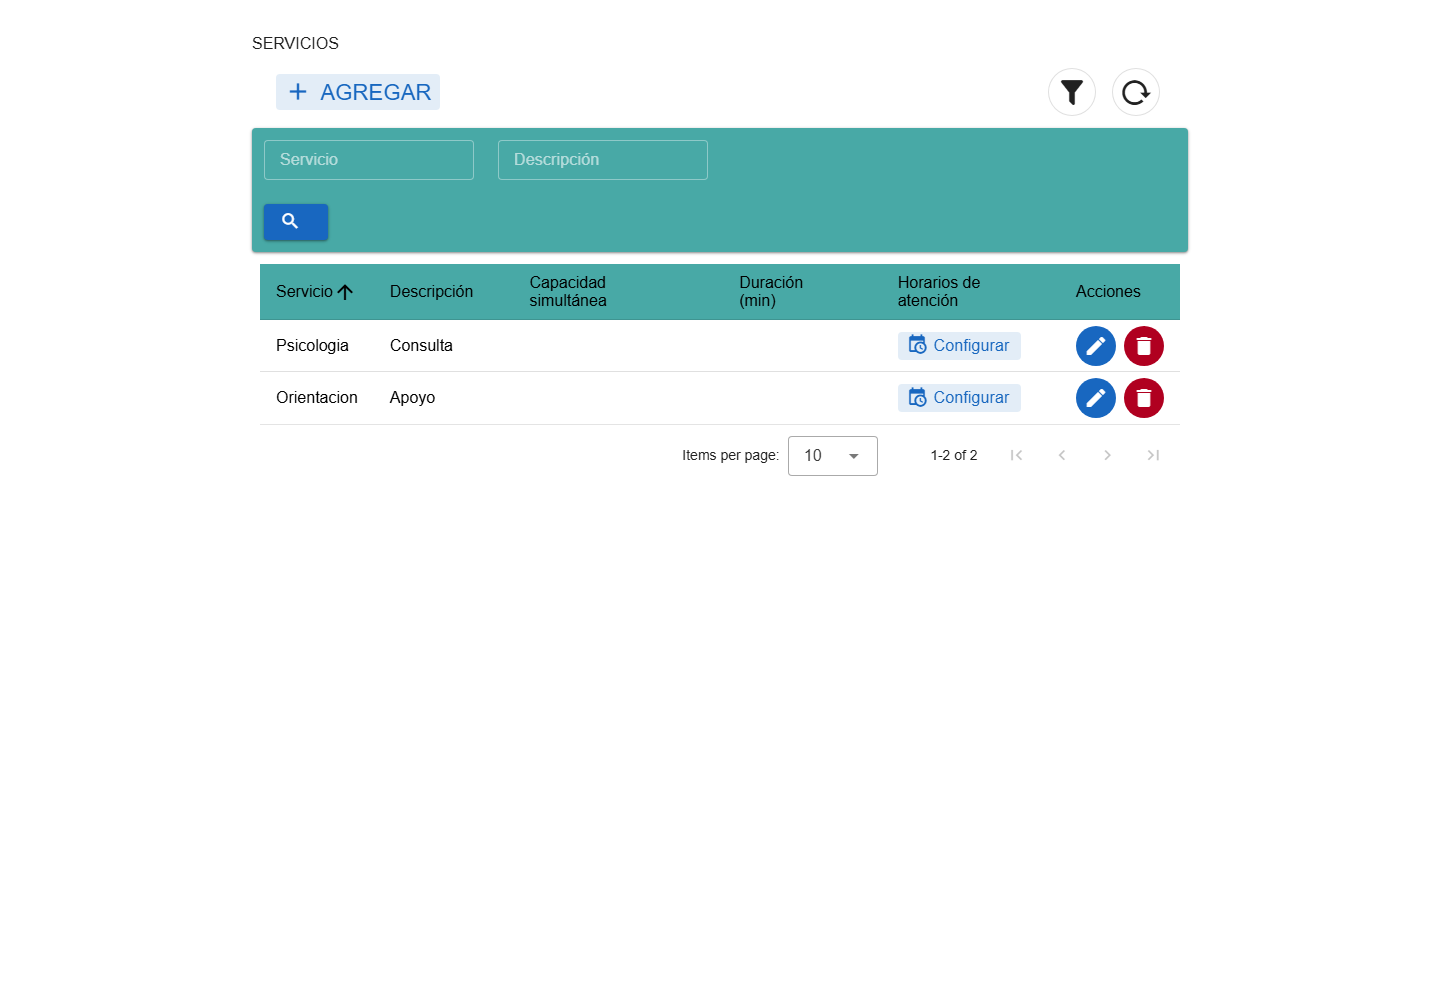 SERVICIOS
AGREGAR
Servicio Descripción
Servicio Descripción Capacidad simultánea Duración (min) Horarios de atención Acciones
Psicologia Consulta Configurar
Orientacion Apoyo Configurar
Items per page: 10 1-2 of 2